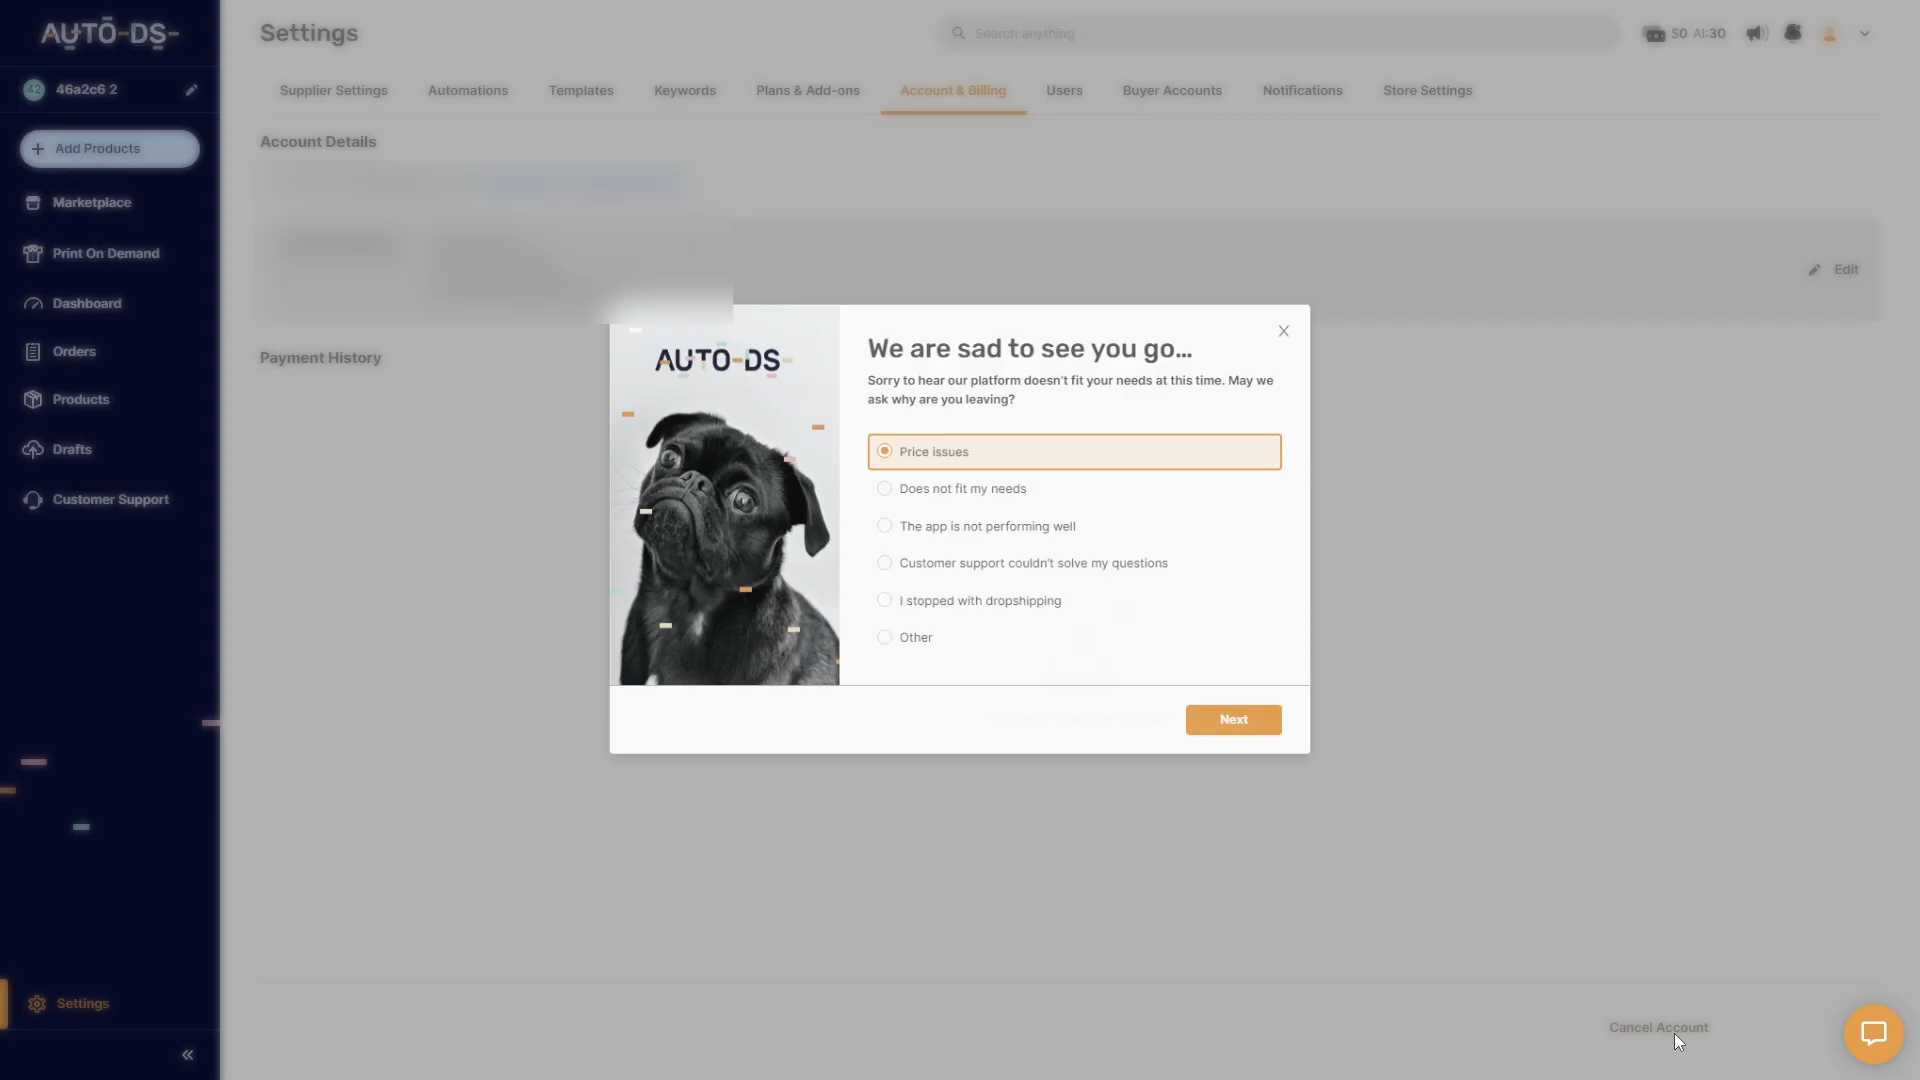 AUTO-DS-
42
46a2c6 2
Add Products
Marketplace
Print On Demand
Dashboard
Orders
Products
Drafts
Customer Support
Settings
«
Settings
Search anything
$0 AI:30
Supplier Settings
Automations
Templates
Keywords
Plans & Add-ons
Account & Billing
Users
Buyer Accounts
Notifications
Store Settings
Account Details
Edit
Payment History
AUTO-DS-
We are sad to see you go...
Sorry to hear our platform doesn't fit your needs at this time. May we
ask why are you leaving?
Price issues
Does not fit my needs
The app is not performing well
Customer support couldn't solve my questions
I stopped with dropshipping
Other
Next
Cancel Account